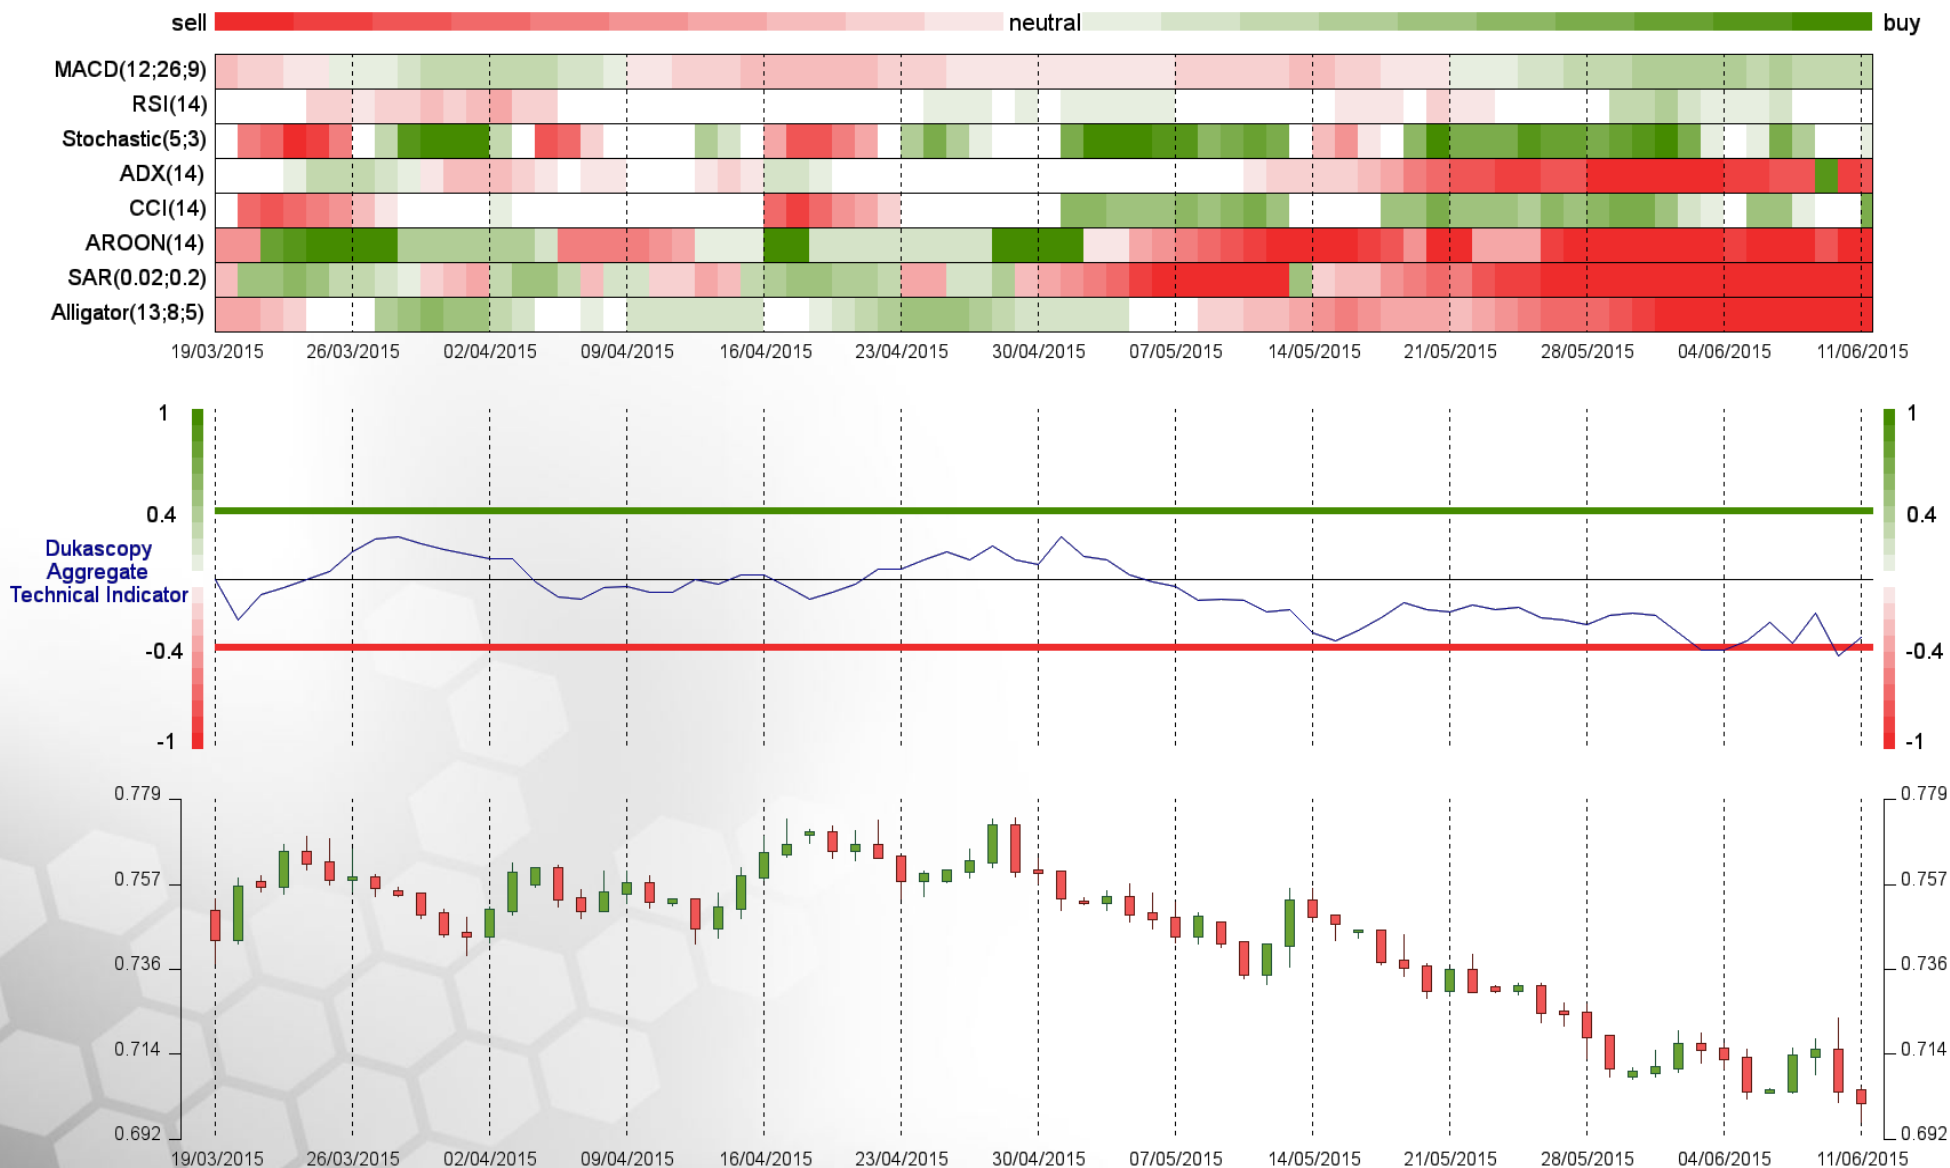 sell neutral buy
MACD(12;26;9)
RSI(14)
Stochastic(5;3)
ADX(14)
CCI(14)
AROON(14)
SAR(0.02;0.2)
Alligator(13;8;5)
19/03/2015 26/03/2015 02/04/2015 09/04/2015 16/04/2015 23/04/2015 30/04/2015 07/05/2015 14/05/2015 21/05/2015 28/05/2015 04/06/2015 11/06/2015
1 1
0.4 0.4
Dukascopy
Aggregate
Technical Indicator
-0.4 -0.4
-1 -1
0.779 0.779
0.757 0.757
0.736 0.736
0.714 0.714
0.692 0.692
19/03/2015 26/03/2015 02/04/2015 09/04/2015 16/04/2015 23/04/2015 30/04/2015 07/05/2015 14/05/2015 21/05/2015 28/05/2015 04/06/2015 11/06/2015